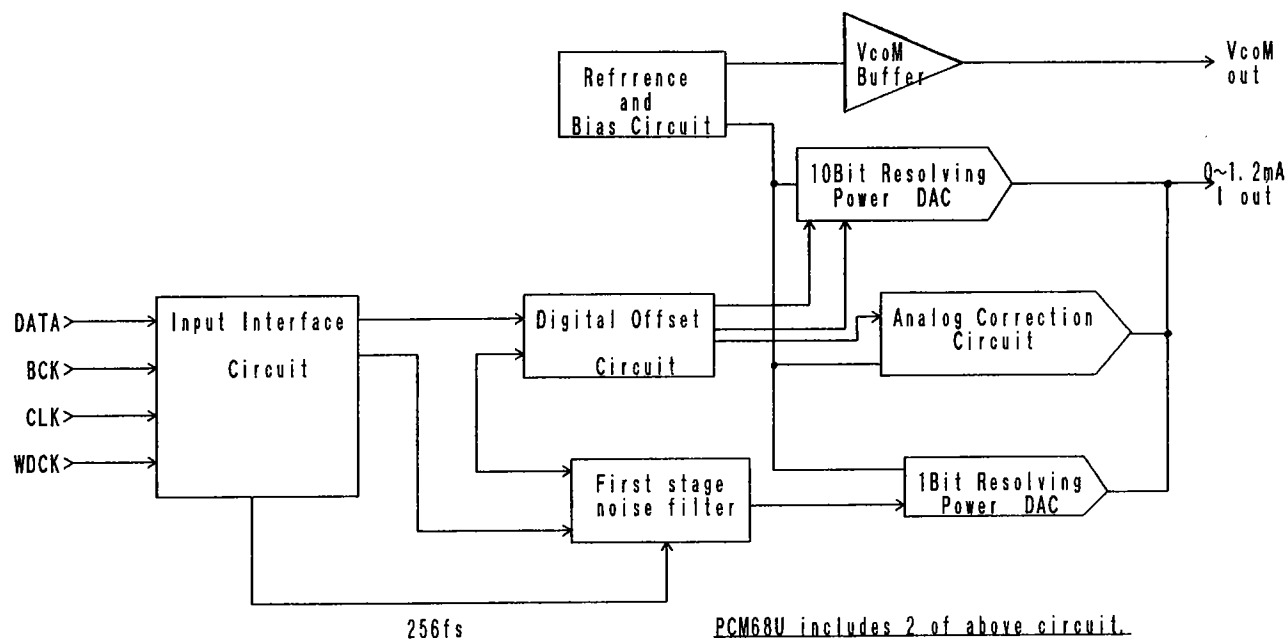 VcoM
Buffer
VcoM
out
Refrrence
and
Bias Circuit
10Bit Resolving
Power DAC
0~1.2mA
I out
DATA
BCK
CLK
WDCK
Input Interface
Circuit
Digital Offset
Circuit
Analog Correction
Circuit
First stage
noise filter
1Bit Resolving
Power DAC
256fs
PCM68U includes 2 of above circuit.